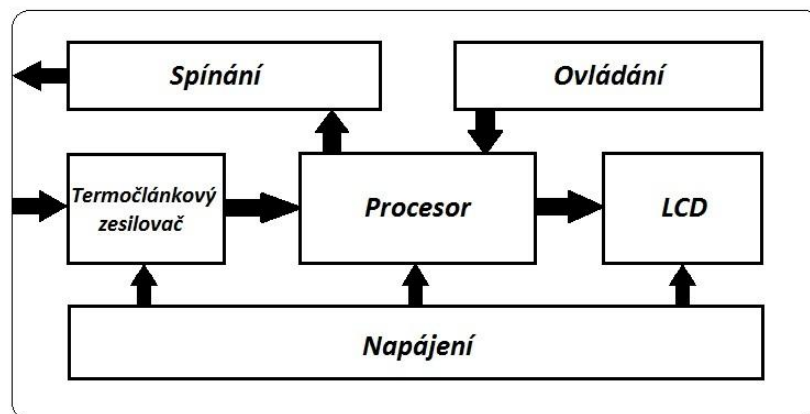 Spínání
Ovládání
Termočlánkový
zesilovač
Procesor
LCD
Napájení